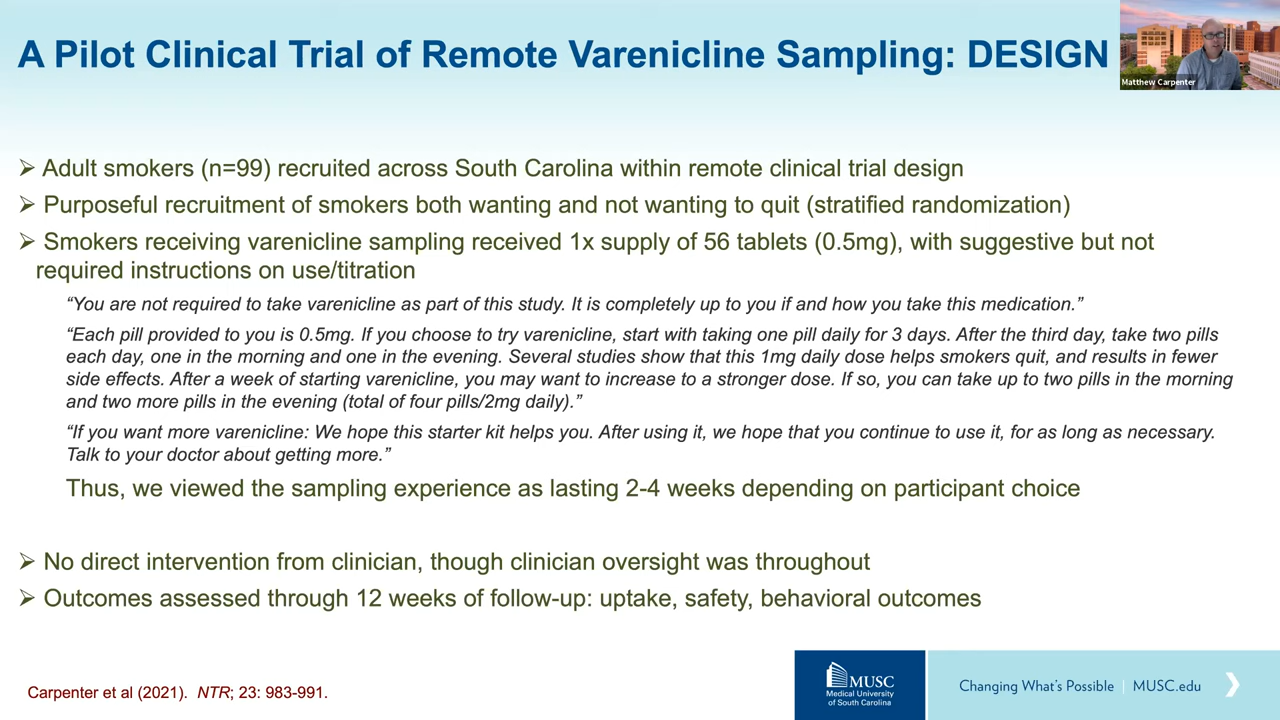 A Pilot Clinical Trial of Remote Varenicline Sampling: DESIGN
Matthew Carpenter
➢ Adult smokers (n=99) recruited across South Carolina within remote clinical trial design
➢ Purposeful recruitment of smokers both wanting and not wanting to quit (stratified randomization)
➢ Smokers receiving varenicline sampling received 1x supply of 56 tablets (0.5mg), with suggestive but not
required instructions on use/titration
“You are not required to take varenicline as part of this study. It is completely up to you if and how you take this medication.”
“Each pill provided to you is 0.5mg. If you choose to try varenicline, start with taking one pill daily for 3 days. After the third day, take two pills
each day, one in the morning and one in the evening. Several studies show that this 1mg daily dose helps smokers quit, and results in fewer
side effects. After a week of starting varenicline, you may want to increase to a stronger dose. If so, you can take up to two pills in the morning
and two more pills in the evening (total of four pills/2mg daily).”
“If you want more varenicline: We hope this starter kit helps you. After using it, we hope that you continue to use it, for as long as necessary.
Talk to your doctor about getting more.”
Thus, we viewed the sampling experience as lasting 2-4 weeks depending on participant choice
➢ No direct intervention from clinician, though clinician oversight was throughout
➢ Outcomes assessed through 12 weeks of follow-up: uptake, safety, behavioral outcomes
Carpenter et al (2021). NTR; 23: 983-991.
MUSC
Medical University
of South Carolina
Changing What's Possible | MUSC.edu